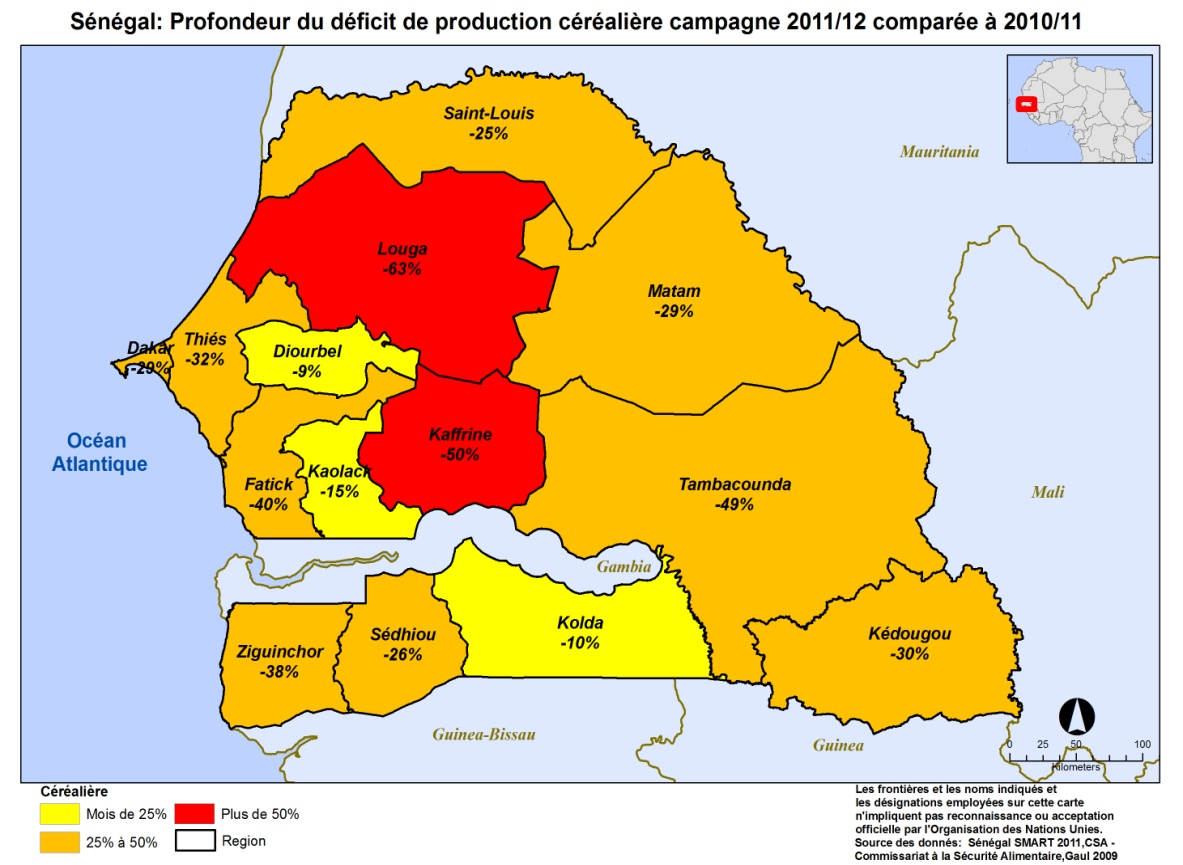 Sénégal: Profondeur du déficit de production céréalière campagne 2011/12 comparée à 2010/11
Saint-Louis
-25%
Mauritania
Louga
-63%
Matam
-29%
Dakar
-29%
Thiés
-32%
Diourbel
-9%
Océan
Atlantique
Kaffrine
-50%
Fatick
-40%
Kaolack
-15%
Tambacounda
-49%
Mali
Gambia
Ziguinchor
-38%
Sédhiou
-26%
Kolda
-10%
Kédougou
-30%
Guinea-Bissau
Guinea
0 25 50 100
Kilometers
Céréalière
Mois de 25%
Plus de 50%
25% à 50%
Region
Les frontières et les noms indiqués et
les désignations employées sur cette carte
n'impliquent pas reconnaissance ou acceptation
officielle par l'Organisation des Nations Unies.
Source des donnés: Sénégal SMART 2011,CSA -
Commissariat à la Sécurité Alimentaire,Gaul 2009